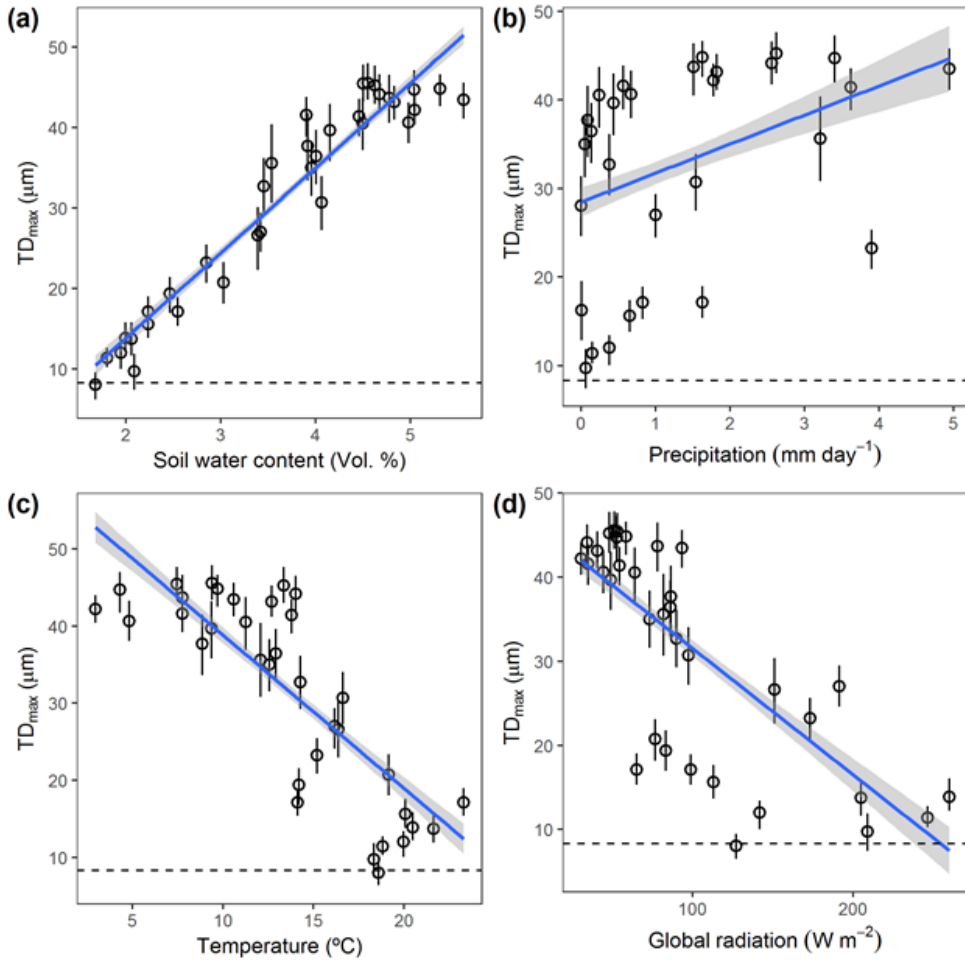 (a)
50
40
30
20
10
TDmax (μm)
2 3 4 5
Soil water content (Vol. %)
(b)
50
40
30
20
10
TDmax (μm)
0 1 2 3 4 5
Precipitation (mm day⁻¹)
(c)
50
40
30
20
10
TDmax (μm)
5 10 15 20
Temperature (ºC)
(d)
50
40
30
20
10
TDmax (μm)
100 200
Global radiation (W m⁻²)